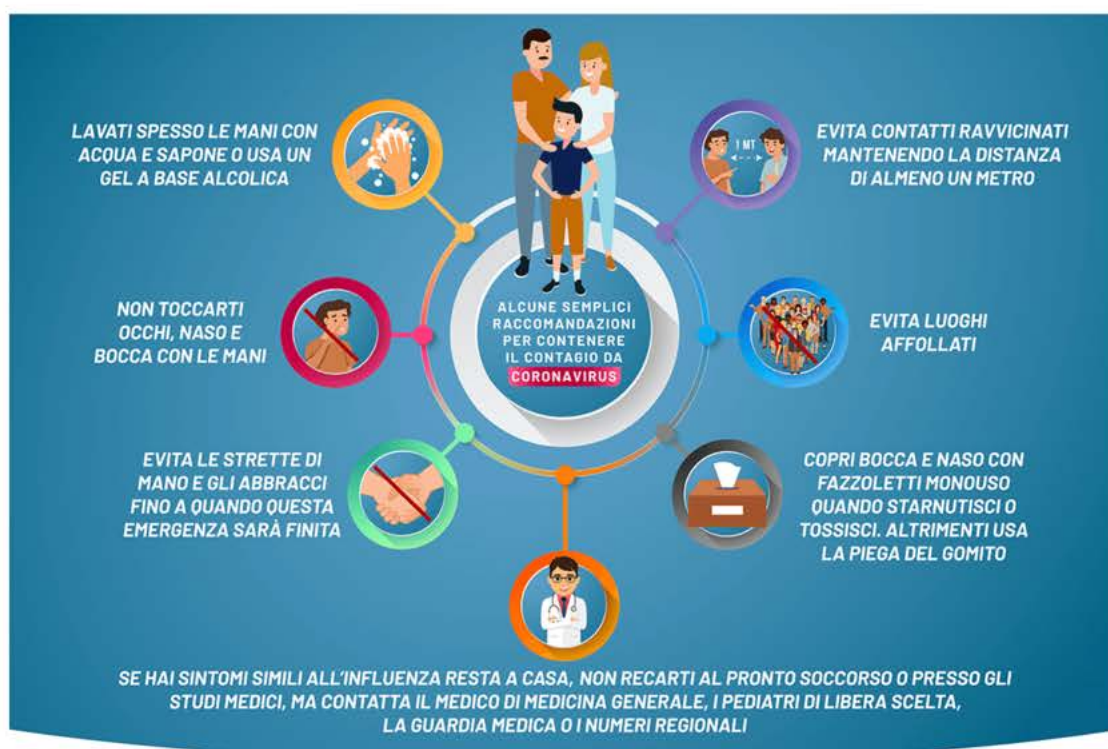 LAVATI SPESSO LE MANI CON
ACQUA E SAPONE O USA UN
GEL A BASE ALCOLICA
EVITA CONTATTI RAVVICINATI
MANTENENDO LA DISTANZA
DI ALMENO UN METRO
1 MT
NON TOCCARTI
OCCHI, NASO E
BOCCA CON LE MANI
ALCUNE SEMPLICI
RACCOMANDAZIONI
PER CONTENERE
IL CONTAGIO DA
CORONAVIRUS
EVITA LUOGHI
AFFOLLATI
EVITA LE STRETTE DI
MANO E GLI ABBRACCI
FINO A QUANDO QUESTA
EMERGENZA SARÀ FINITA
COPRI BOCCA E NASO CON
FAZZOLETTI MONOUSO
QUANDO STARNUTISCI O
TOSSISCI. ALTRIMENTI USA
LA PIEGA DEL GOMITO
SE HAI SINTOMI SIMILI ALL'INFLUENZA RESTA A CASA, NON RECARTI AL PRONTO SOCCORSO O PRESSO GLI
STUDI MEDICI, MA CONTATTA IL MEDICO DI MEDICINA GENERALE, I PEDIATRI DI LIBERA SCELTA,
LA GUARDIA MEDICA O I NUMERI REGIONALI